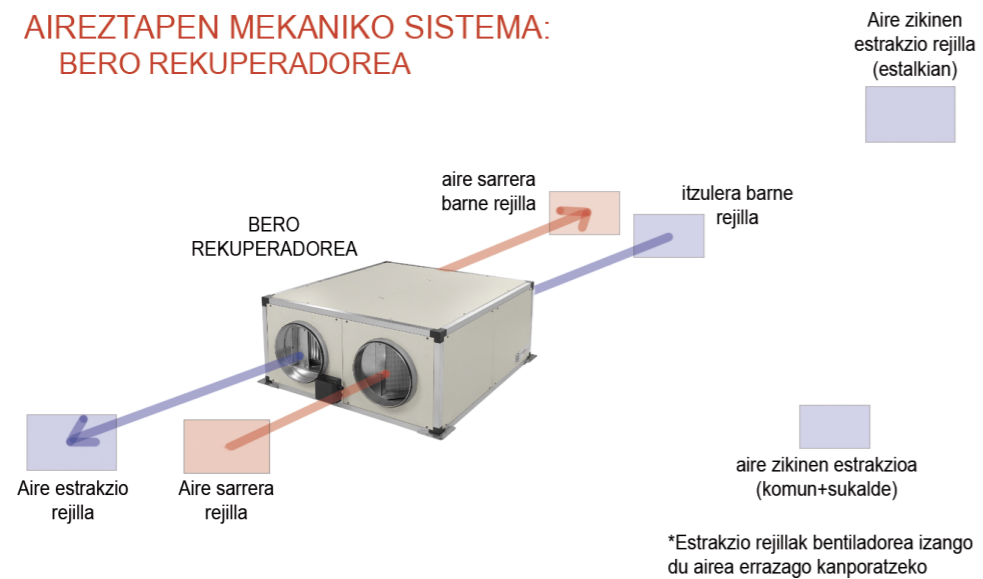 AIREZTAPEN MEKANIKO SISTEMA:
BERO REKUPERADOREA
Aire zikinen
estrakzio rejilla
(estalkian)
aire sarrera
barne rejilla
itzulera barne
rejilla
BERO
REKUPERADOREA
Aire estrakzio
rejilla
Aire sarrera
rejilla
aire zikinen estrakzioa
(komun+sukalde)
*Estrakzio rejillak bentiladorea izango
du airea errazago kanporatzeko